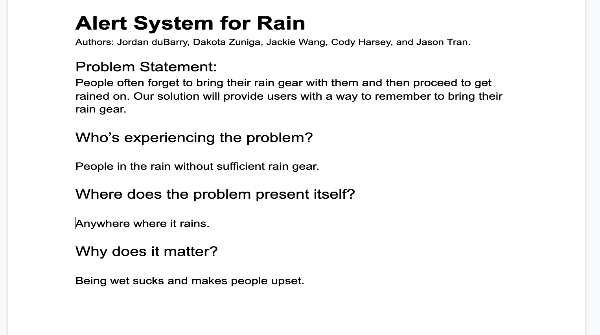 Alert System for Rain
Authors: Jordan duBarry, Dakota Zuniga, Jackie Wang, Cody Harsey, and Jason Tran.
Problem Statement:
People often forget to bring their rain gear with them and then proceed to get
rained on. Our solution will provide users with a way to remember to bring their
rain gear.
Who's experiencing the problem?
People in the rain without sufficient rain gear.
Where does the problem present itself?
Anywhere where it rains.
Why does it matter?
Being wet sucks and makes people upset.